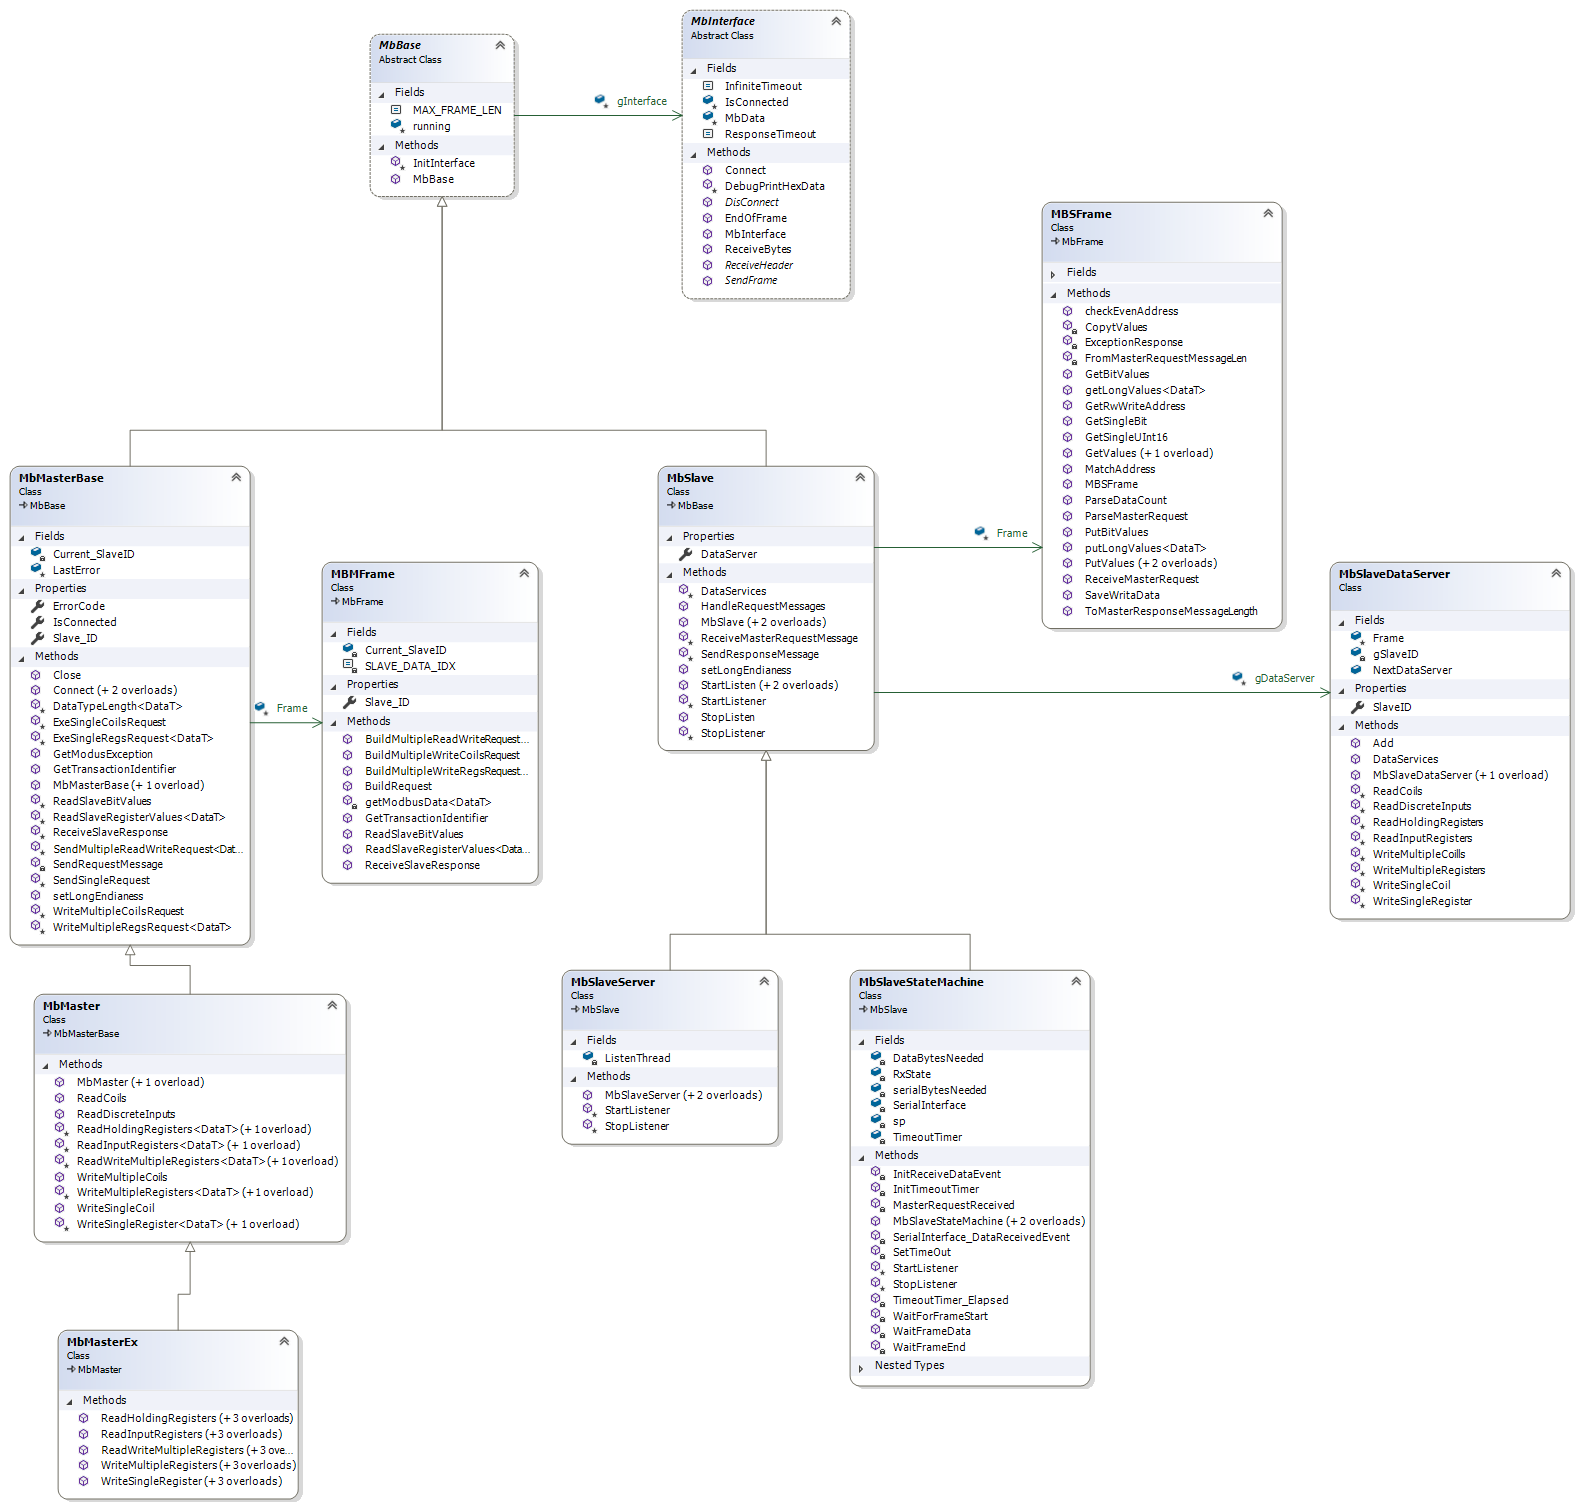 MbBase
Abstract Class
Fields
MAX_FRAME_LEN
running
Methods
InitInterface
MbBase
gInterface
MbInterface
Abstract Class
Fields
InfiniteTimeout
IsConnected
MbData
ResponseTimeout
Methods
Connect
DebugPrintHexData
DisConnect
EndOfFrame
MbInterface
ReceiveBytes
ReceiveHeader
SendFrame
MBSFrame
Class
MbFrame
Fields
Methods
checkEvenAddress
CopytValues
ExceptionResponse
FromMasterRequestMessageLen
GetBitValues
getLongValues<DataT>
GetRwWriteAddress
GetSingleBit
GetSingleUInt16
GetValues (+ 1 overload)
MatchAddress
MBSFrame
ParseDataCount
ParseMasterRequest
PutBitValues
putLongValues<DataT>
PutValues (+ 2 overloads)
ReceiveMasterRequest
SaveWritaData
ToMasterResponseMessageLength
MbMasterBase
Class
MbBase
Fields
Current_SlaveID
LastError
Properties
ErrorCode
IsConnected
Slave_ID
Methods
Close
Connect (+ 2 overloads)
DataTypeLength<DataT>
ExeSingleCoilsRequest
ExeSingleRegsRequest<DataT>
GetModusException
GetTransactionIdentifier
MbMasterBase (+ 1 overload)
ReadSlaveBitValues
ReadSlaveRegisterValues<DataT>
ReceiveSlaveResponse
SendMultipleReadWriteRequest<Dat...
SendRequestMessage
SendSingleRequest
setLongEndianess
WriteMultipleCoilsRequest
WriteMultipleRegsRequest<DataT>
Frame
MBMFrame
Class
MbFrame
Fields
Current_SlaveID
SLAVE_DATA_IDX
Properties
Slave_ID
Methods
BuildMultipleReadWriteRequest...
BuildMultipleWriteCoilsRequest
BuildMultipleWriteRegsRequest...
BuildRequest
getModbusData<DataT>
GetTransactionIdentifier
ReadSlaveBitValues
ReadSlaveRegisterValues<Data...
ReceiveSlaveResponse
MbSlave
Class
MbBase
Properties
DataServer
Methods
DataServices
HandleRequestMessages
MbSlave (+ 2 overloads)
ReceiveMasterRequestMessage
SendResponseMessage
setLongEndianess
StartListen (+ 2 overloads)
StartListener
StopListen
StopListener
Frame
gDataServer
MbSlaveDataServer
Class
Fields
Frame
gSlaveID
NextDataServer
Properties
SlaveID
Methods
Add
DataServices
MbSlaveDataServer (+ 1 overload)
ReadCoils
ReadDiscreteInputs
ReadHoldingRegisters
ReadInputRegisters
WriteMultipleCoills
WriteMultipleRegisters
WriteSingleCoil
WriteSingleRegister
MbMaster
Class
MbMasterBase
Methods
MbMaster (+ 1 overload)
ReadCoils
ReadDiscreteInputs
ReadHoldingRegisters<DataT> (+ 1 overload)
ReadInputRegisters<DataT> (+ 1 overload)
ReadWriteMultipleRegisters<DataT> (+ 1 overload)
WriteMultipleCoils
WriteMultipleRegisters<DataT> (+ 1 overload)
WriteSingleCoil
WriteSingleRegister<DataT> (+ 1 overload)
MbSlaveServer
Class
MbSlave
Fields
ListenThread
Methods
MbSlaveServer (+ 2 overloads)
StartListener
StopListener
MbSlaveStateMachine
Class
MbSlave
Fields
DataBytesNeeded
RxState
serialBytesNeeded
SerialInterface
sp
TimeoutTimer
Methods
InitReceiveDataEvent
InitTimeoutTimer
MasterRequestReceived
MbSlaveStateMachine (+ 2 overloads)
SerialInterface_DataReceivedEvent
SetTimeOut
StartListener
StopListener
TimeoutTimer_Elapsed
WaitForFrameStart
WaitFrameData
WaitFrameEnd
Nested Types
MbMasterEx
Class
MbMaster
Methods
ReadHoldingRegisters (+ 3 overloads)
ReadInputRegisters (+ 3 overloads)
ReadWriteMultipleRegisters (+ 3 ove...
WriteMultipleRegisters (+ 3 overloads)
WriteSingleRegister (+ 3 overloads)